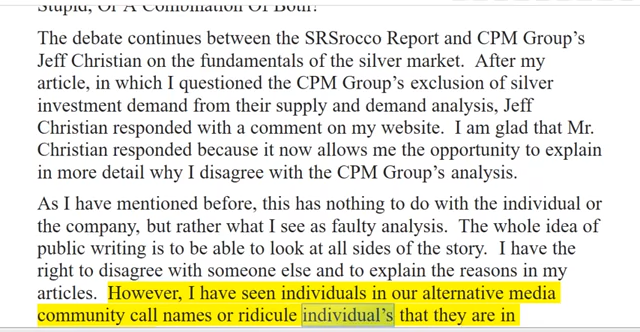 Stupid, Or A Combination Of Both?
The debate continues between the SRSrocco Report and CPM Group’s
Jeff Christian on the fundamentals of the silver market.  After my
article, in which I questioned the CPM Group’s exclusion of silver
investment demand from their supply and demand analysis, Jeff
Christian responded with a comment on my website.  I am glad that Mr.
Christian responded because it now allows me the opportunity to explain
in more detail why I disagree with the CPM Group’s analysis.
As I have mentioned before, this has nothing to do with the individual or
the company, but rather what I see as faulty analysis.  The whole idea of
public writing is to be able to look at all sides of the story.  I have the
right to disagree with someone else and to explain the reasons in my
articles.  However, I have seen individuals in our alternative media
community call names or ridicule individual’s that they are in